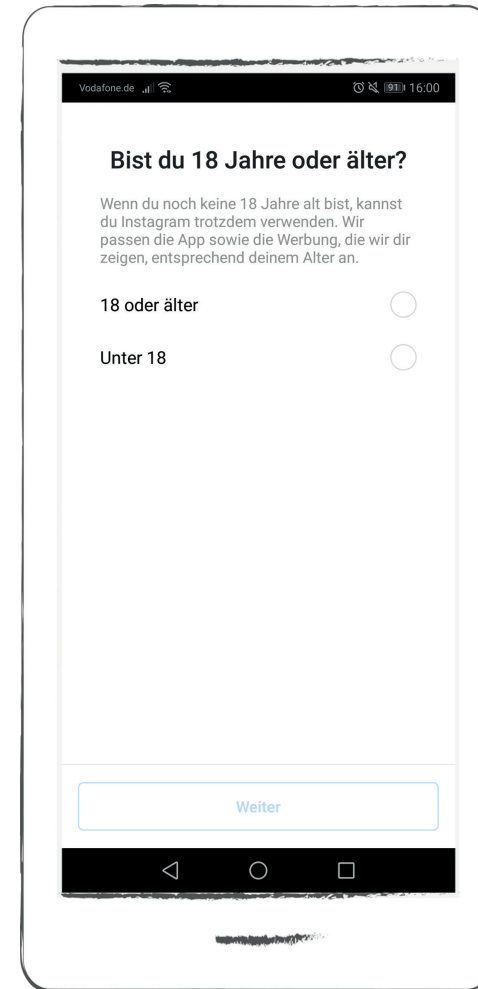 Vodafone.de 91 16:00
Bist du 18 Jahre oder älter?
Wenn du noch keine 18 Jahre alt bist, kannst
du Instagram trotzdem verwenden. Wir
passen die App sowie die Werbung, die wir dir
zeigen, entsprechend deinem Alter an.
18 oder älter
Unter 18
Weiter